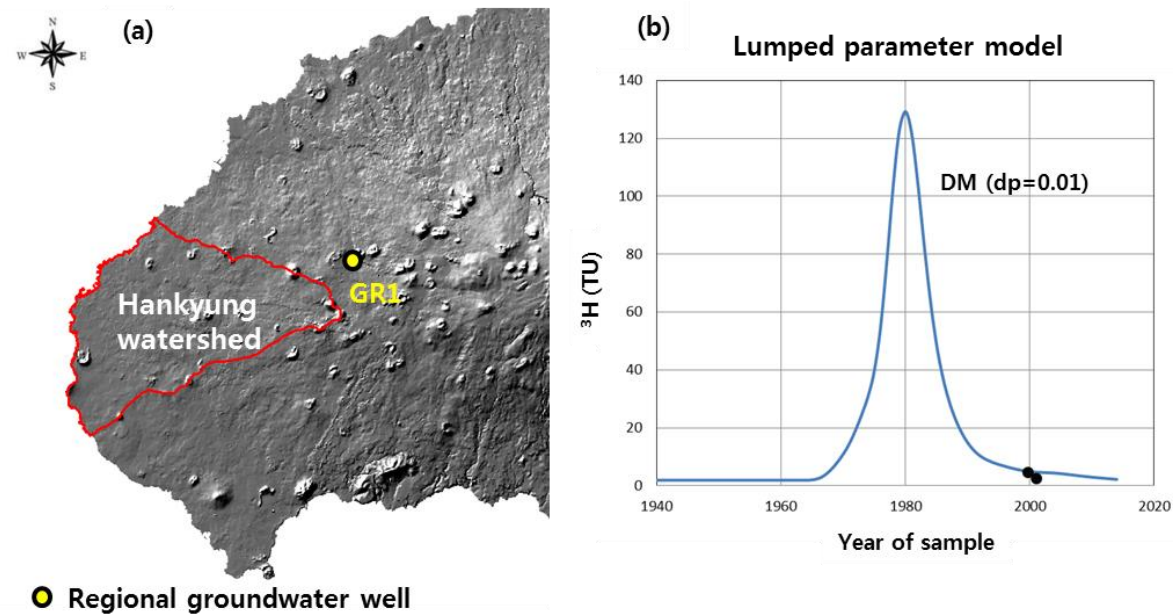 (a)
N
W E
S
Hankyung
watershed
GR1
Regional groundwater well
(b)
Lumped parameter model
140
120
100
80
60
40
20
0
³H (TU)
DM (dp=0.01)
1940 1960 1980 2000 2020
Year of sample